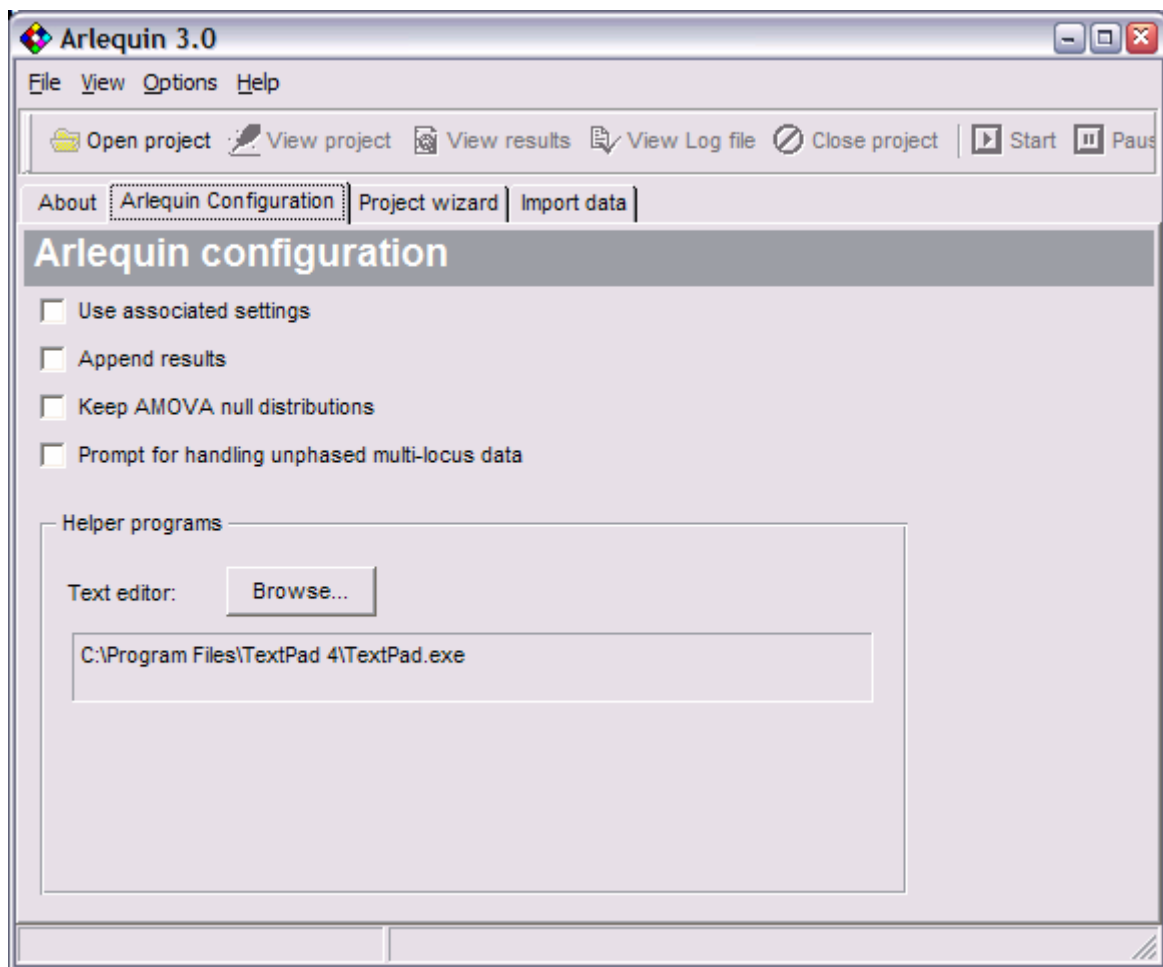 Arlequin 3.0
File View Options Help
Open project View project View results View Log file Close project Start Paus
About Arlequin Configuration Project wizard Import data
Arlequin configuration
Use associated settings
Append results
Keep AMOVA null distributions
Prompt for handling unphased multi-locus data
Helper programs
Text editor: Browse...
C:\Program Files\TextPad 4\TextPad.exe